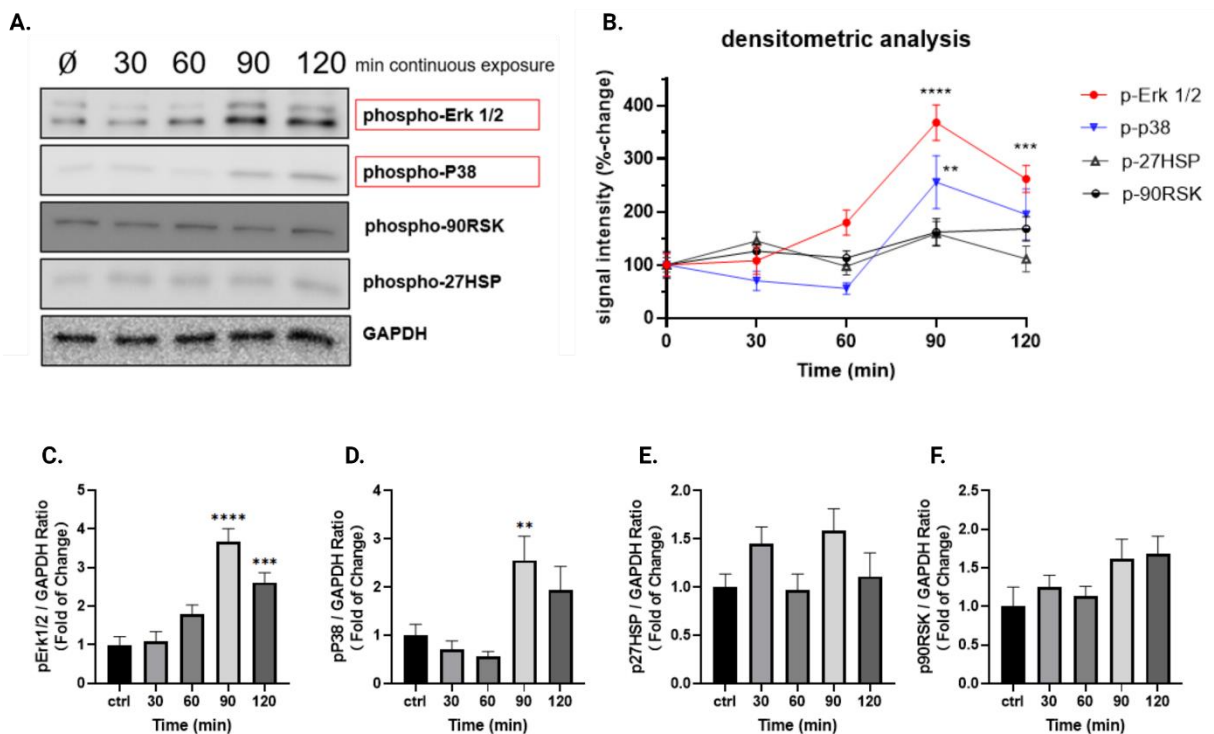 A.
Ø 30 60 90 120 min continuous exposure
phospho-Erk 1/2
phospho-P38
phospho-90RSK
phospho-27HSP
GAPDH
B.
densitometric analysis
signal intensity (%-change)
400
300
200
100
0
0 30 60 90 120
Time (min)
****
***
**
p-Erk 1/2
p-p38
p-27HSP
p-90RSK
C.
pErk1/2 / GAPDH Ratio
( Fold of Change)
5
4
3
2
1
0
****
***
ctrl 30 60 90 120
Time (min)
D.
pP38 / GAPDH Ratio
( Fold of Change)
4
3
2
1
0
**
ctrl 30 60 90 120
Time (min)
E.
p27HSP / GAPDH Ratio
( Fold of Change)
2.0
1.5
1.0
0.5
0.0
ctrl 30 60 90 120
Time (min)
F.
p90RSK / GAPDH Ratio
( Fold of Change)
2.5
2.0
1.5
1.0
0.5
0.0
ctrl 30 60 90 120
Time (min)